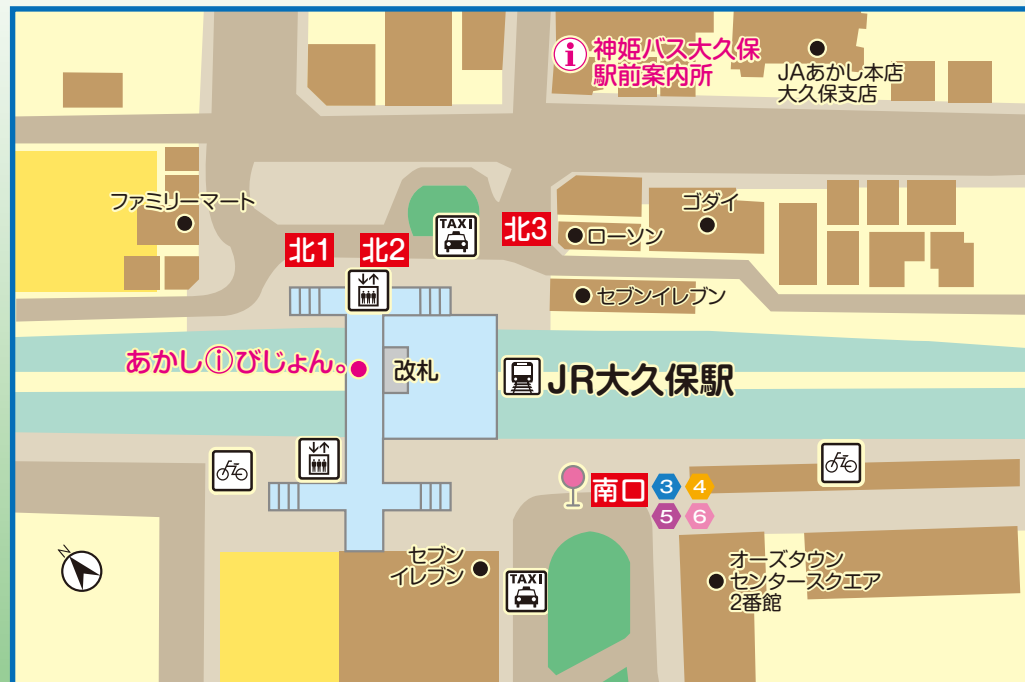 神姫バス大久保
駅前案内所
JAあかし本店
大久保支店
ファミリーマート
TAXI
北1
北2
北3
ローソン
ゴダイ
セブンイレブン
あかしⓘびじょん。
改札
JR大久保駅
南口
3
4
5
6
N
セブン
イレブン
TAXI
オーズタウン
センタースクエア
2番館